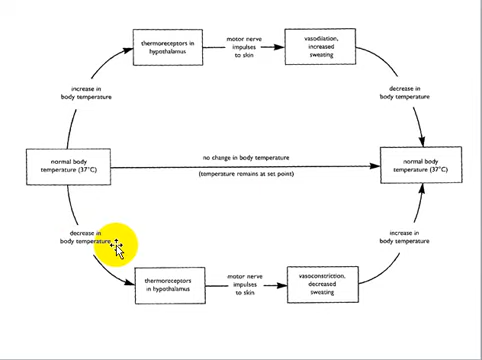 thermoreceptors in
hypothalamus
motor nerve
impulses
to skin
vasodilation,
increased
sweating
increase in
body temperature
decrease in
body temperature
normal body
temperature (37°C)
no change in body temperature
(temperature remains at set point)
normal body
temperature (37°C)
decrease in
body temperature
increase in
body temperature
thermoreceptors
in hypothalamus
motor nerve
impulses
to skin
vasoconstriction,
decreased
sweating